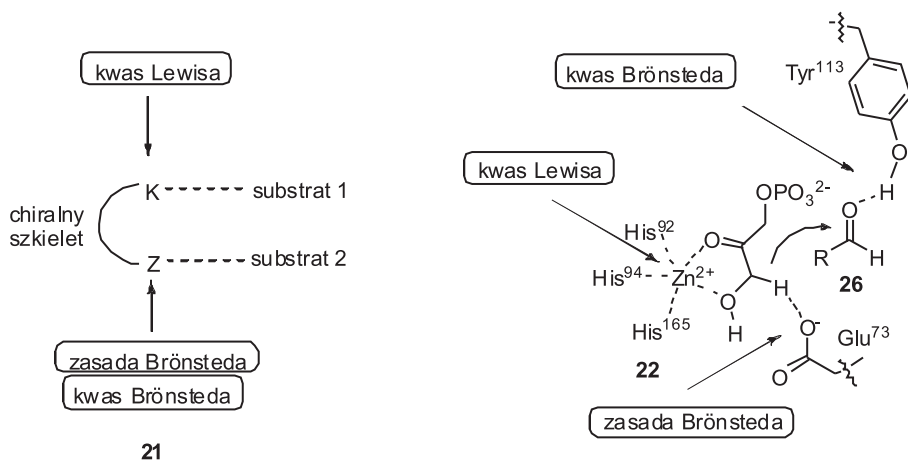 kwas Lewisa
K
substrat 1
chiralny
szkielet
Z
substrat 2
zasada Brönsteda
kwas Brönsteda
21
kwas Brönsteda
Tyr113
O
H
kwas Lewisa
OPO32-
O
O
His92
His94
Zn2+
R
H
H
26
O
O-
His165
H
Glu73
22
O
zasada Brönsteda